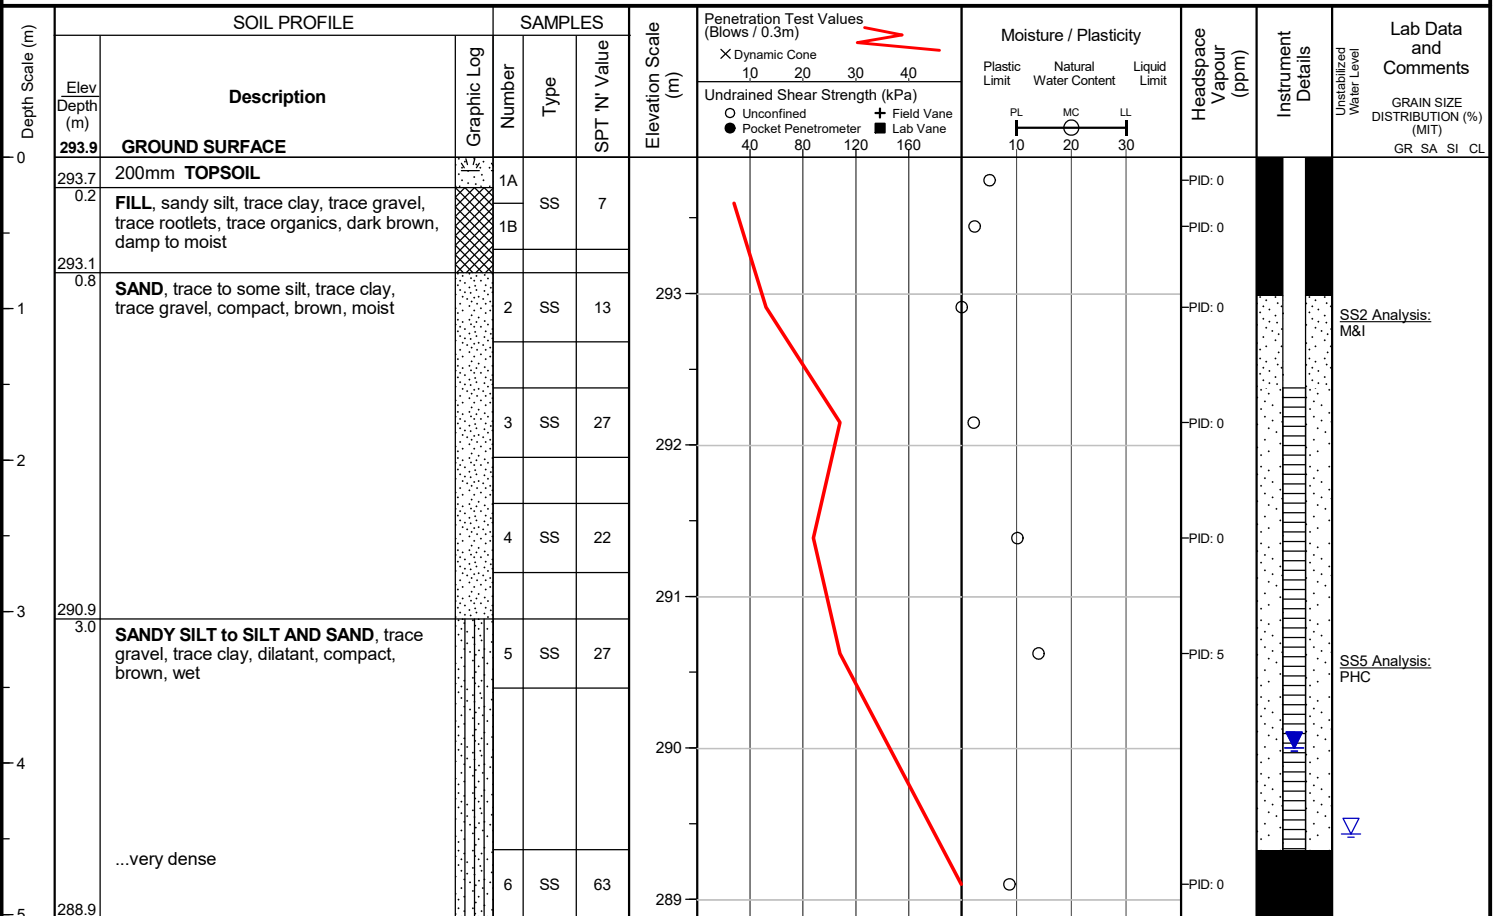 SOIL PROFILE
SAMPLES
Depth Scale (m)
Elev
Depth
(m)
293.9
Description
GROUND SURFACE
Graphic Log
Number
Type
SPT 'N' Value
Elevation Scale
(m)
Penetration Test Values
(Blows / 0.3m)
Dynamic Cone
10 20 30 40
Undrained Shear Strength (kPa)
Unconfined
Field Vane
Pocket Penetrometer
Lab Vane
40 80 120 160
Moisture / Plasticity
Plastic
Limit
Natural
Water Content
Liquid
Limit
PL MC LL
10 20 30
Headspace
Vapour
(ppm)
Instrument
Details
Unstabilized
Water Level
Lab Data
and
Comments
GRAIN SIZE
DISTRIBUTION (%)
(MIT)
GR SA SI CL
0
293.7
0.2
200mm TOPSOIL
FILL, sandy silt, trace clay, trace gravel,
trace rootlets, trace organics, dark brown,
damp to moist
1A
1B
SS
7
PID: 0
PID: 0
293.1
0.8
SAND, trace to some silt, trace clay,
trace gravel, compact, brown, moist
1
2
SS
13
293
PID: 0
SS2 Analysis:
M&I
3
SS
27
PID: 0
292
2
4
SS
22
PID: 0
291
3
290.9
3.0
SANDY SILT to SILT AND SAND, trace
gravel, trace clay, dilatant, compact,
brown, wet
5
SS
27
PID: 5
SS5 Analysis:
PHC
290
4
...very dense
6
SS
63
PID: 0
289
288.9
5